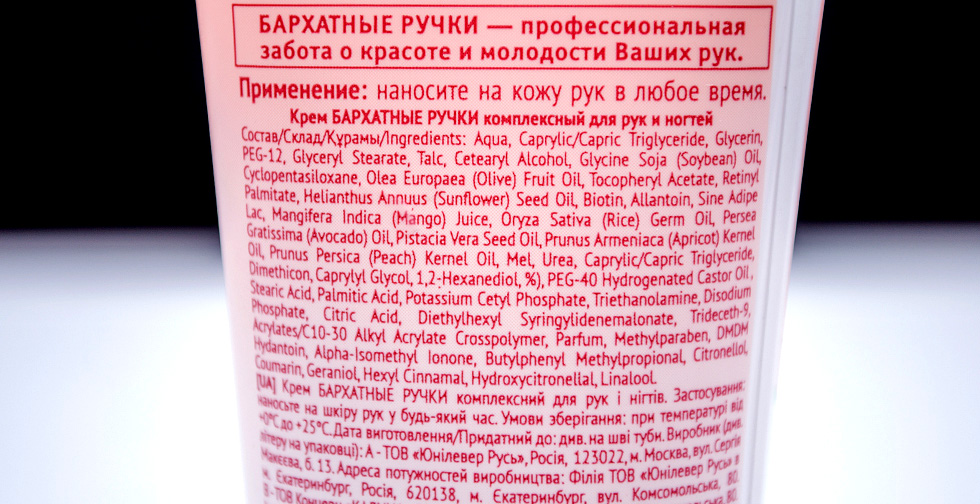 БАРХАТНЫЕ РУЧКИ — профессиональная
забота о красоте и молодости Ваших рук.
Применение: наносите на кожу рук в любое время.
Крем БАРХАТНЫЕ РУЧКИ комплексный для рук и ногтей
Состав/Склад/Құрамы/Ingredients: Aqua, Caprylic/Capric Triglyceride, Glycerin,
PEG-12, Glyceryl Stearate, Talc, Cetearyl Alcohol, Glycine Soja (Soybean) Oil,
Cyclopentasiloxane, Olea Europaea (Olive) Fruit Oil, Tocopheryl Acetate, Retinyl
Palmitate, Helianthus Annuus (Sunflower) Seed Oil, Biotin, Allantoin, Sine Adipe
Lac, Mangifera Indica (Mango) Juice, Oryza Sativa (Rice) Germ Oil, Persea
Gratissima (Avocado) Oil, Pistacia Vera Seed Oil, Prunus Armeniaca (Apricot) Kernel
Oil, Prunus Persica (Peach) Kernel Oil, Mel, Urea, Caprylic/Capric Triglyceride,
Dimethicon, Caprylyl Glycol, 1,2-Hexanediol, %), PEG-40 Hydrogenated Castor Oil,
Stearic Acid, Palmitic Acid, Potassium Cetyl Phosphate, Triethanolamine, Disodium
Phosphate, Citric Acid, Diethylhexyl Syringylidenemalonate, Trideceth-9,
Acrylates/C10-30 Alkyl Acrylate Crosspolymer, Parfum, Methylparaben, DMDM
Hydantoin, Alpha-Isomethyl Ionone, Butylphenyl Methylpropional, Citronellol,
Coumarin, Geraniol, Hexyl Cinnamal, Hydroxycitronellal, Linalool.
[UA] Крем БАРХАТНЫЕ РУЧКИ комплексний для рук і нігтів. Застосування:
наносьте на шкіру рук у будь-який час. Умови зберігання: при температурі від
+0°C до +25°C. Дата виготовлення/Придатний до: див. на шві туби. Виробник (див.
літеру на упаковці): А - ТОВ «Юнілевер Русь», Росія, 123022, м. Москва, вул. Сергія
Макеєва, б. 13. Адреса потужностей виробництва: Філія ТОВ «Юнілевер Русь» в
м. Екатеринбург, Росія, 620138, м. Екатеринбург, вул. Комсомольська, 80.